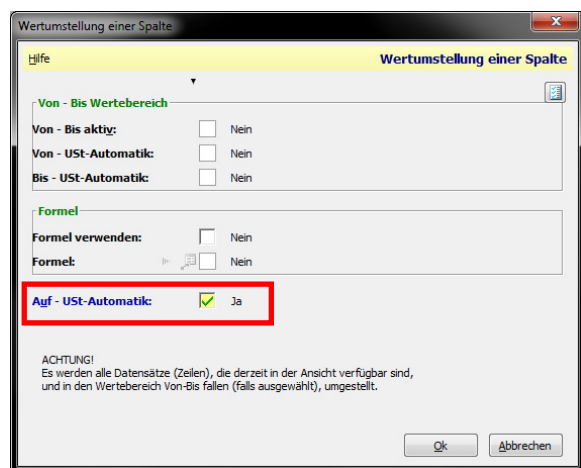 Wertumstellung einer Spalte
Hilfe
Wertumstellung einer Spalte
Von - Bis Wertebereich
Von - Bis aktiv: Nein
Von - USt-Automatik: Nein
Bis - USt-Automatik: Nein
Formel
Formel verwenden: Nein
Formel: Nein
Auf - USt-Automatik: Ja
ACHTUNG!
Es werden alle Datensätze (Zeilen), die derzeit in der Ansicht verfügbar sind,
und in den Wertebereich Von-Bis fallen (falls ausgewählt), umgestellt.
Ok Abbrechen